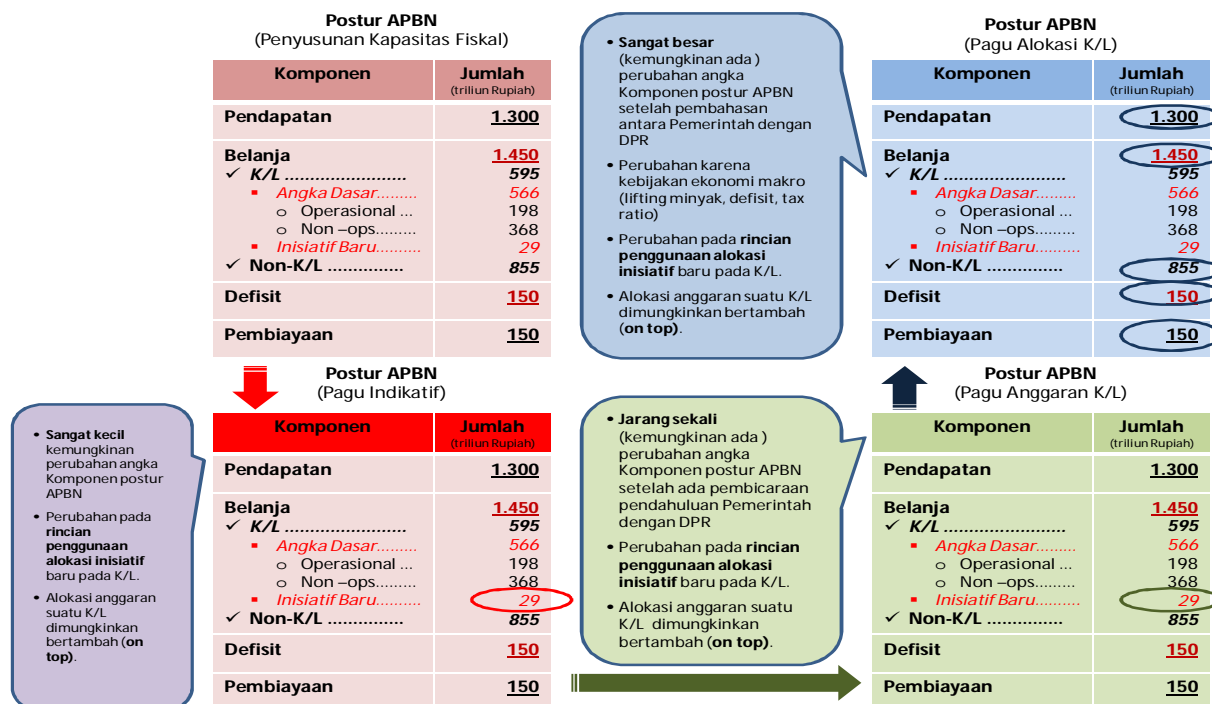 Postur APBN
(Penyusunan Kapasitas Fiskal)
Komponen Jumlah
(triliun Rupiah)
Pendapatan 1.300
Belanja 1.450
✓ K/L ........................ 595
▪ Angka Dasar......... 566
o Operasional ... 198
o Non –ops......... 368
▪ Inisiatif Baru.......... 29
✓ Non-K/L ............... 855
Defisit 150
Pembiayaan 150
• Sangat besar
(kemungkinan ada )
perubahan angka
Komponen postur APBN
setelah pembahasan
antara Pemerintah dengan
DPR
• Perubahan karena
kebijakan ekonomi makro
(lifting minyak, defisit, tax
ratio)
• Perubahan pada rincian
penggunaan alokasi
inisiatif baru pada K/L.
• Alokasi anggaran suatu K/L
dimungkinkan bertambah
(on top).
Postur APBN
(Pagu Alokasi K/L)
Komponen Jumlah
(triliun Rupiah)
Pendapatan 1.300
Belanja 1.450
✓ K/L ........................ 595
▪ Angka Dasar......... 566
o Operasional ... 198
o Non –ops......... 368
▪ Inisiatif Baru.......... 29
✓ Non-K/L ............... 855
Defisit 150
Pembiayaan 150
• Sangat kecil
kemungkinan
perubahan angka
Komponen postur
APBN
• Perubahan pada
rincian
penggunaan
alokasi inisiatif
baru pada K/L.
• Alokasi anggaran
suatu K/L
dimungkinkan
bertambah (on
top).
Postur APBN
(Pagu Indikatif)
Komponen Jumlah
(triliun Rupiah)
Pendapatan 1.300
Belanja 1.450
✓ K/L ........................ 595
▪ Angka Dasar......... 566
o Operasional ... 198
o Non –ops......... 368
▪ Inisiatif Baru.......... 29
✓ Non-K/L ............... 855
Defisit 150
Pembiayaan 150
• Jarang sekali
(kemungkinan ada )
perubahan angka
Komponen postur APBN
setelah ada pembicaraan
pendahuluan Pemerintah
dengan DPR
• Perubahan pada rincian
penggunaan alokasi
inisiatif baru pada K/L.
• Alokasi anggaran suatu
K/L dimungkinkan
bertambah (on top).
Postur APBN
(Pagu Anggaran K/L)
Komponen Jumlah
(triliun Rupiah)
Pendapatan 1.300
Belanja 1.450
✓ K/L ........................ 595
▪ Angka Dasar......... 566
o Operasional ... 198
o Non –ops......... 368
▪ Inisiatif Baru.......... 29
✓ Non-K/L ............... 855
Defisit 150
Pembiayaan 150